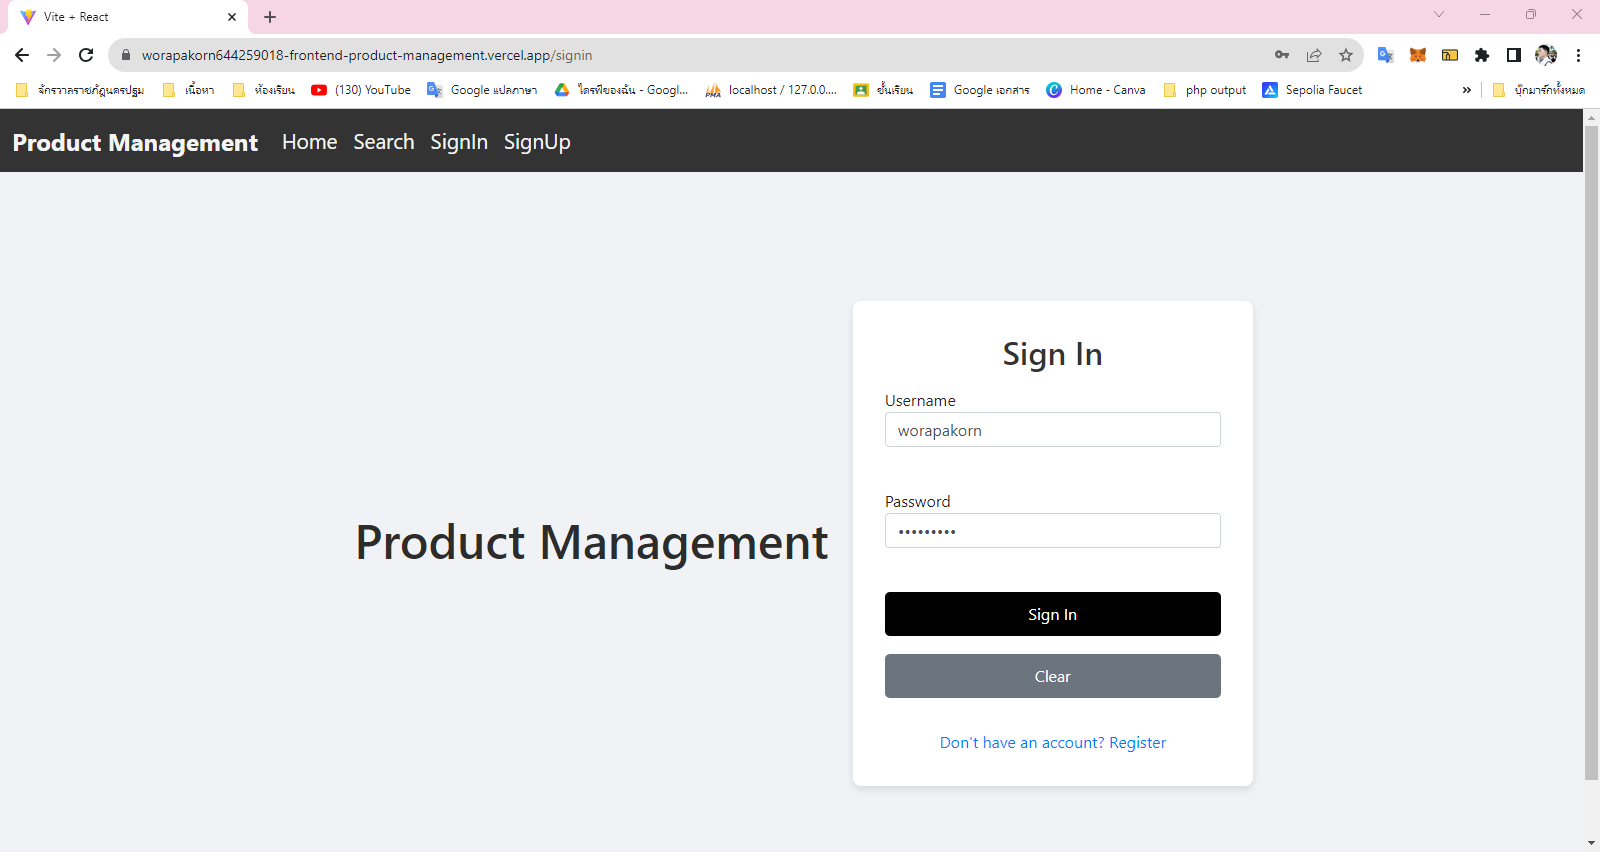 Vite + React
worapakorn644259018-frontend-product-management.vercel.app/signin
จักรวาลราชภัฏนครปฐม เนื้อหา ห้องเรียน (130) YouTube Google แปลภาษา ไดรฟ์ของฉัน - Googl... localhost / 127.0.0.... ชั้นเรียน Google เอกสาร Home - Canva php output Sepolia Faucet » บุ๊กมาร์กทั้งหมด
Product Management Home Search SignIn SignUp
Product Management
Sign In
Username
worapakorn
Password
Sign In
Clear
Don't have an account? Register